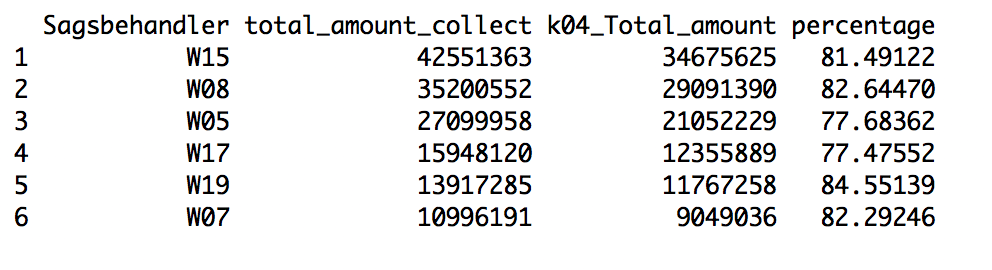 Sagsbehandler total_amount_collect k04_Total_amount percentage
1 W15 42551363 34675625 81.49122
2 W08 35200552 29091390 82.64470
3 W05 27099958 21052229 77.68362
4 W17 15948120 12355889 77.47552
5 W19 13917285 11767258 84.55139
6 W07 10996191 9049036 82.29246